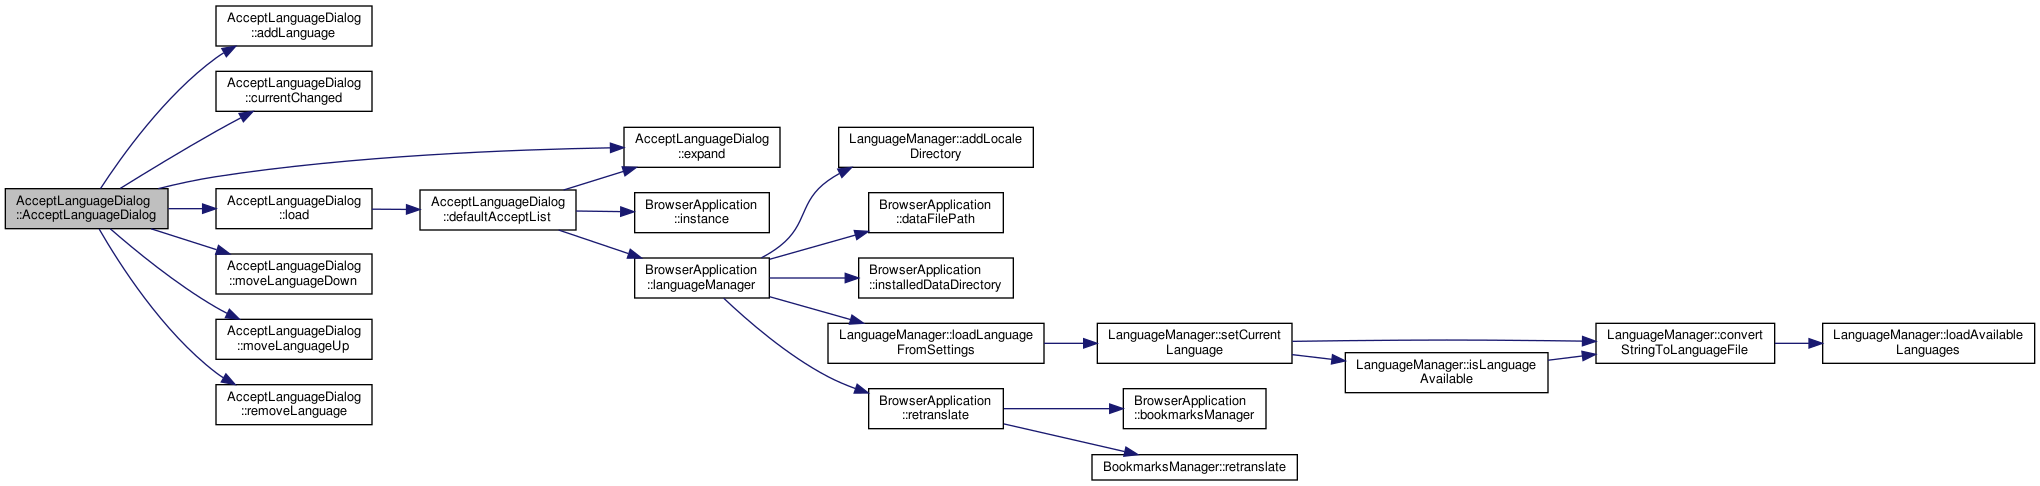 AcceptLanguageDialog
::AcceptLanguageDialog
AcceptLanguageDialog
::addLanguage
AcceptLanguageDialog
::currentChanged
AcceptLanguageDialog
::expand
AcceptLanguageDialog
::load
AcceptLanguageDialog
::moveLanguageDown
AcceptLanguageDialog
::moveLanguageUp
AcceptLanguageDialog
::removeLanguage
AcceptLanguageDialog
::defaultAcceptList
BrowserApplication
::instance
BrowserApplication
::languageManager
LanguageManager::addLocale
Directory
BrowserApplication
::dataFilePath
BrowserApplication
::installedDataDirectory
LanguageManager::loadLanguage
FromSettings
BrowserApplication
::retranslate
LanguageManager::setCurrent
Language
LanguageManager::convert
StringToLanguageFile
LanguageManager::isLanguage
Available
LanguageManager::loadAvailable
Languages
BrowserApplication
::bookmarksManager
BookmarksManager::retranslate